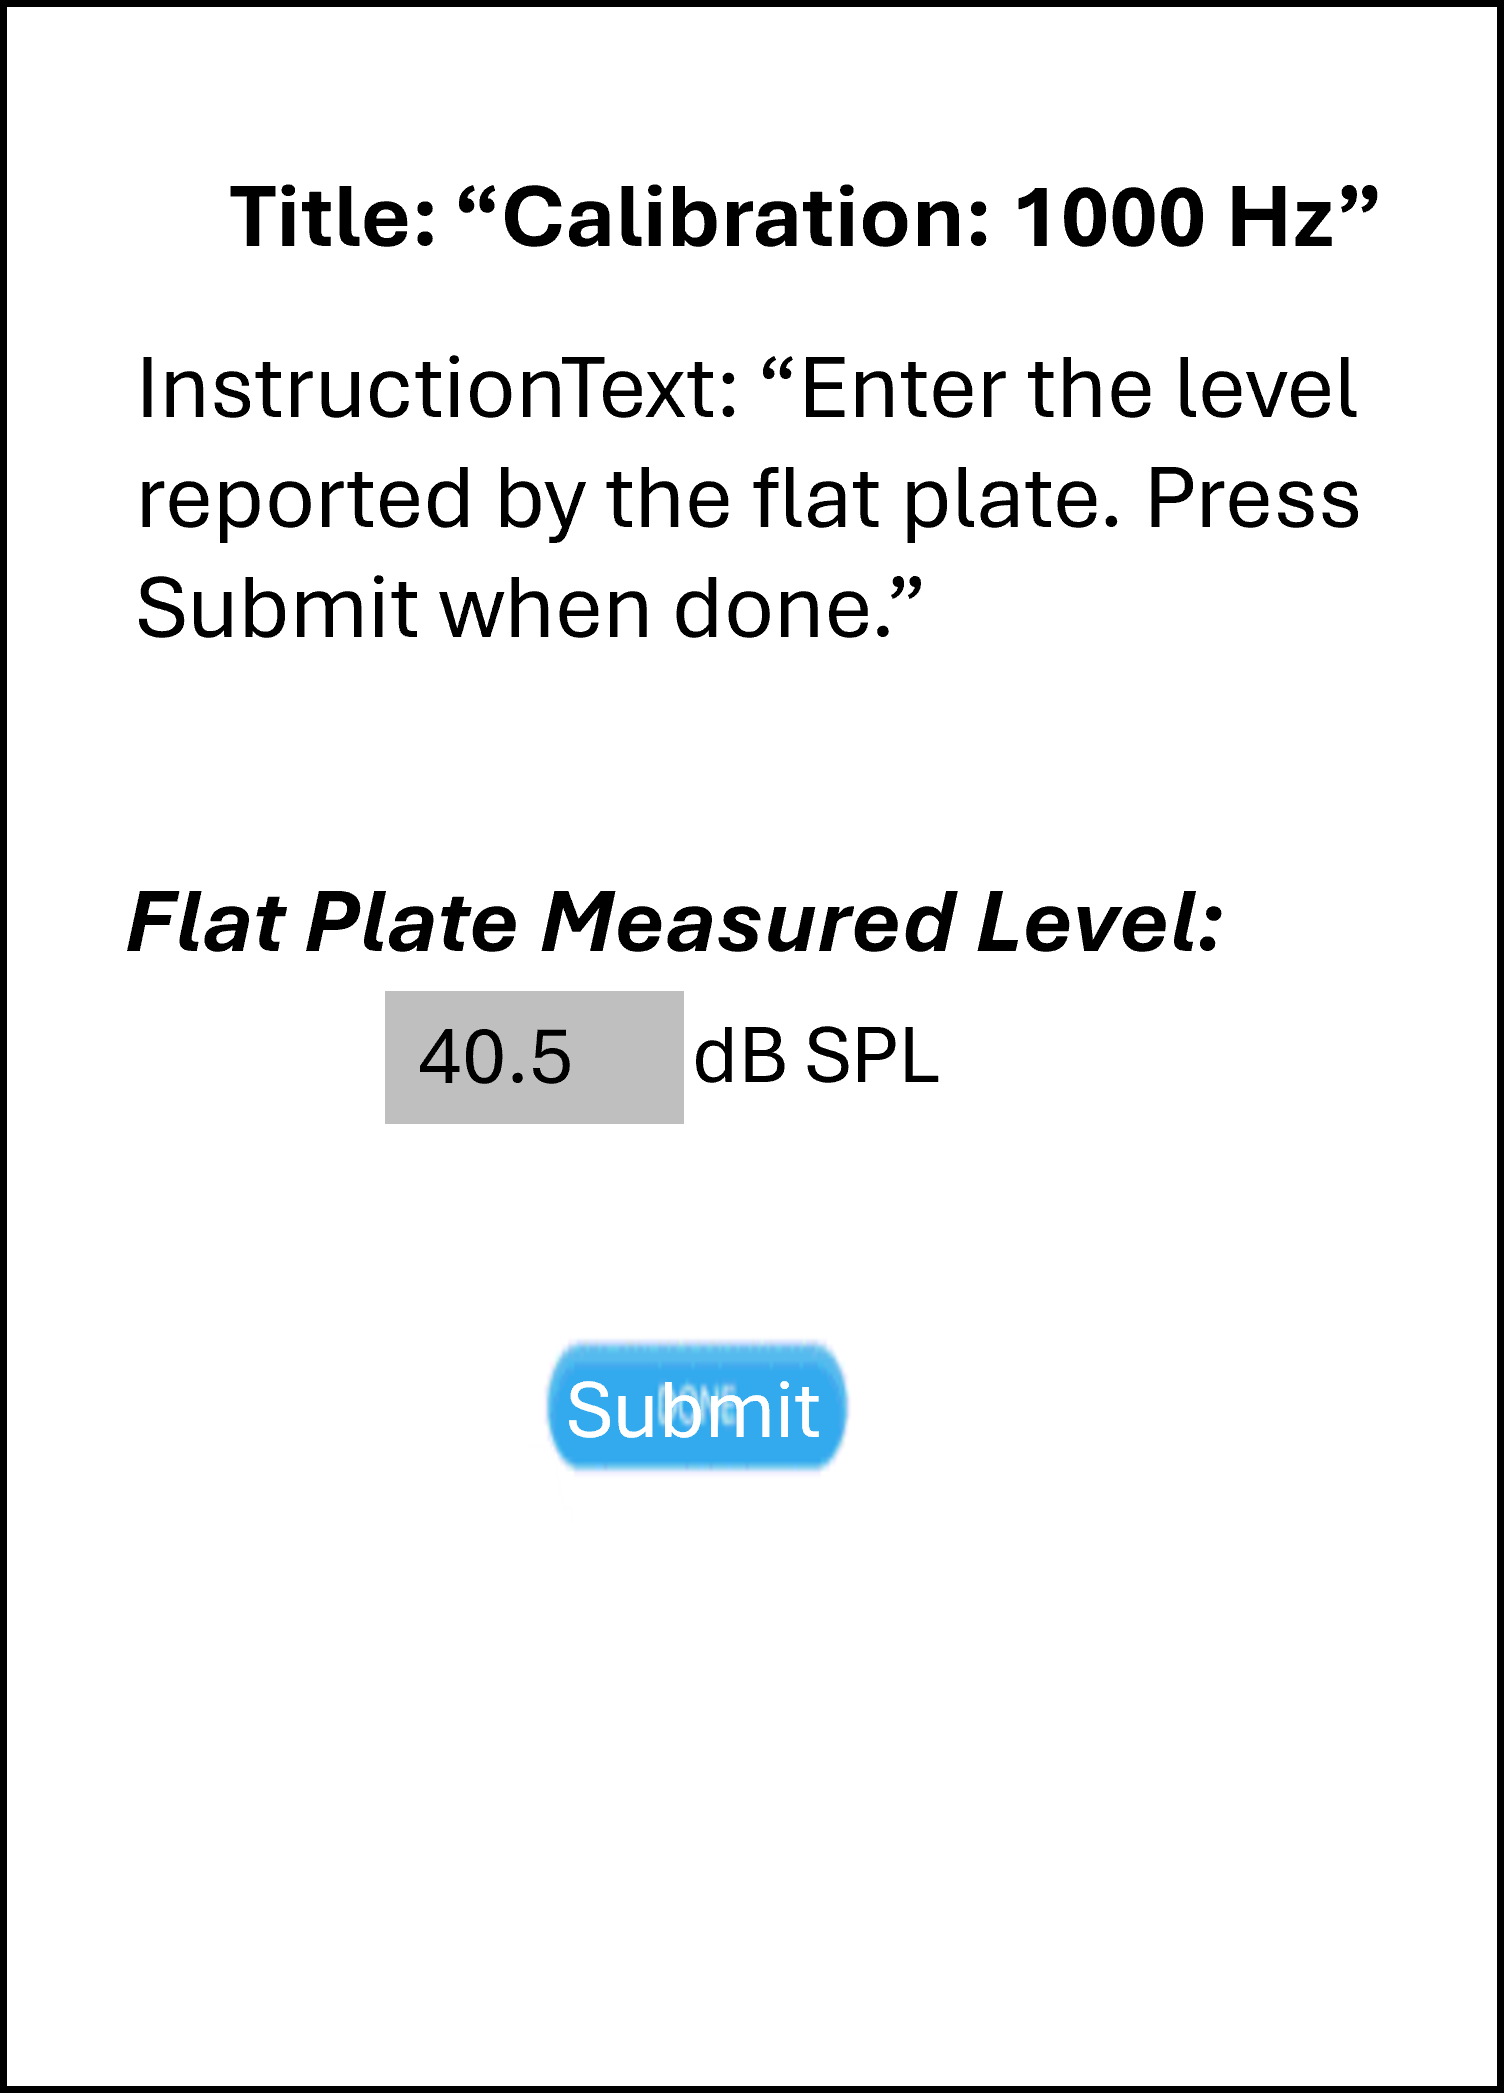 Title: “Calibration: 1000 Hz”
InstructionText: “Enter the level
reported by the flat plate. Press
Submit when done.”
Flat Plate Measured Level:
40.5 dB SPL
Submit
DONE